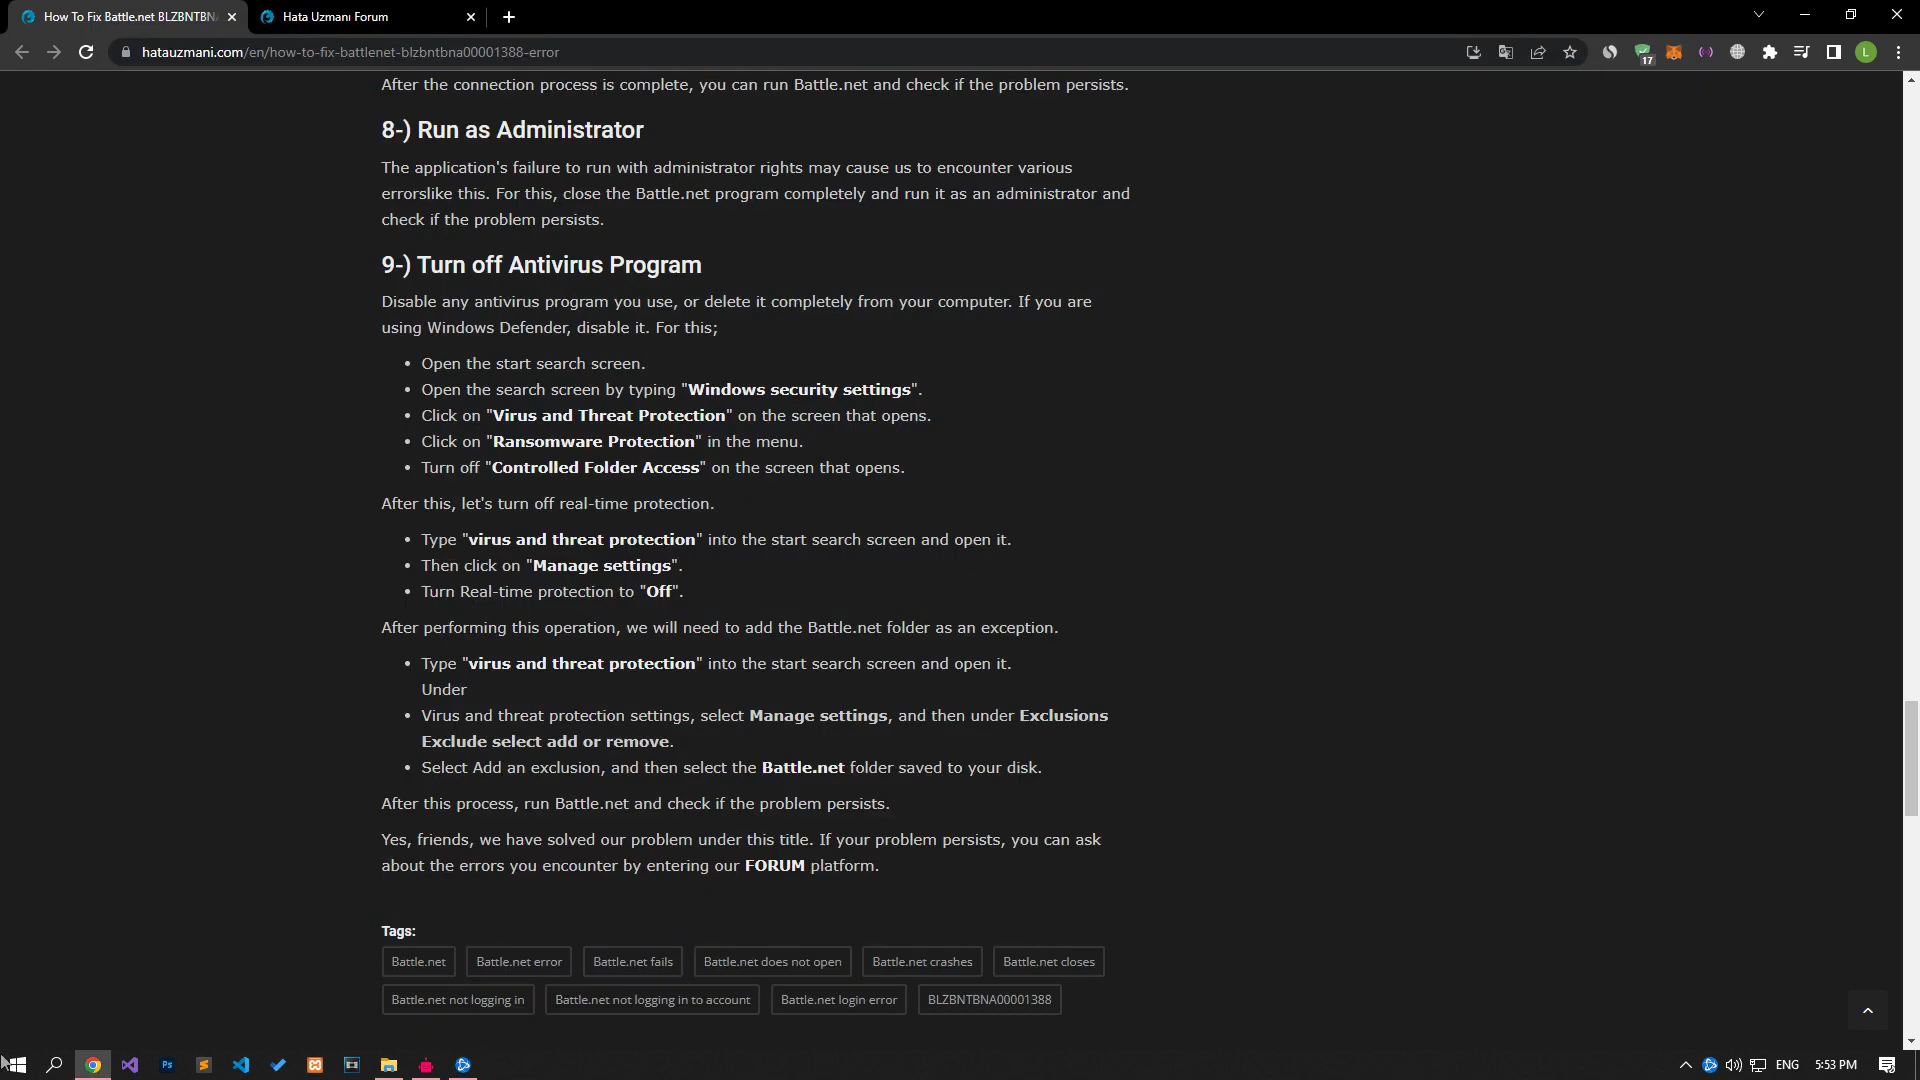 How To Fix Battle.net BLZBNTBN
Hata Uzmanı Forum
hatauzmani.com/en/how-to-fix-battlenet-blzbntbna00001388-error
17
L
After the connection process is complete, you can run Battle.net and check if the problem persists.
8-) Run as Administrator
The application's failure to run with administrator rights may cause us to encounter various
errorslike this. For this, close the Battle.net program completely and run it as an administrator and
check if the problem persists.
9-) Turn off Antivirus Program
Disable any antivirus program you use, or delete it completely from your computer. If you are
using Windows Defender, disable it. For this;
• Open the start search screen.
• Open the search screen by typing "Windows security settings".
• Click on "Virus and Threat Protection" on the screen that opens.
• Click on "Ransomware Protection" in the menu.
• Turn off "Controlled Folder Access" on the screen that opens.
After this, let's turn off real-time protection.
• Type "virus and threat protection" into the start search screen and open it.
• Then click on "Manage settings".
• Turn Real-time protection to "Off".
After performing this operation, we will need to add the Battle.net folder as an exception.
• Type "virus and threat protection" into the start search screen and open it.
Under
• Virus and threat protection settings, select Manage settings, and then under Exclusions
Exclude select add or remove.
• Select Add an exclusion, and then select the Battle.net folder saved to your disk.
After this process, run Battle.net and check if the problem persists.
Yes, friends, we have solved our problem under this title. If your problem persists, you can ask
about the errors you encounter by entering our FORUM platform.
Tags:
Battle.net Battle.net error Battle.net fails Battle.net does not open Battle.net crashes Battle.net closes
Battle.net not logging in Battle.net not logging in to account Battle.net login error BLZBNTBNA00001388
Ps
ENG
5:53 PM